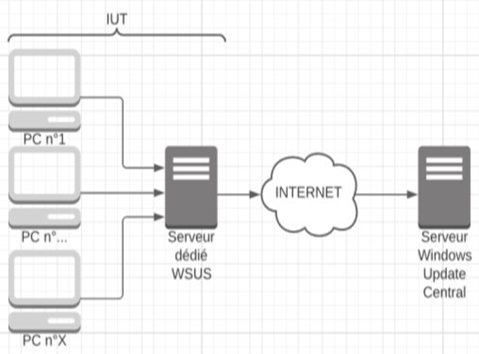 IUT
PC n°1
PC n°...
PC n°X
Serveur
dédié
WSUS
INTERNET
Serveur
Windows
Update
Central